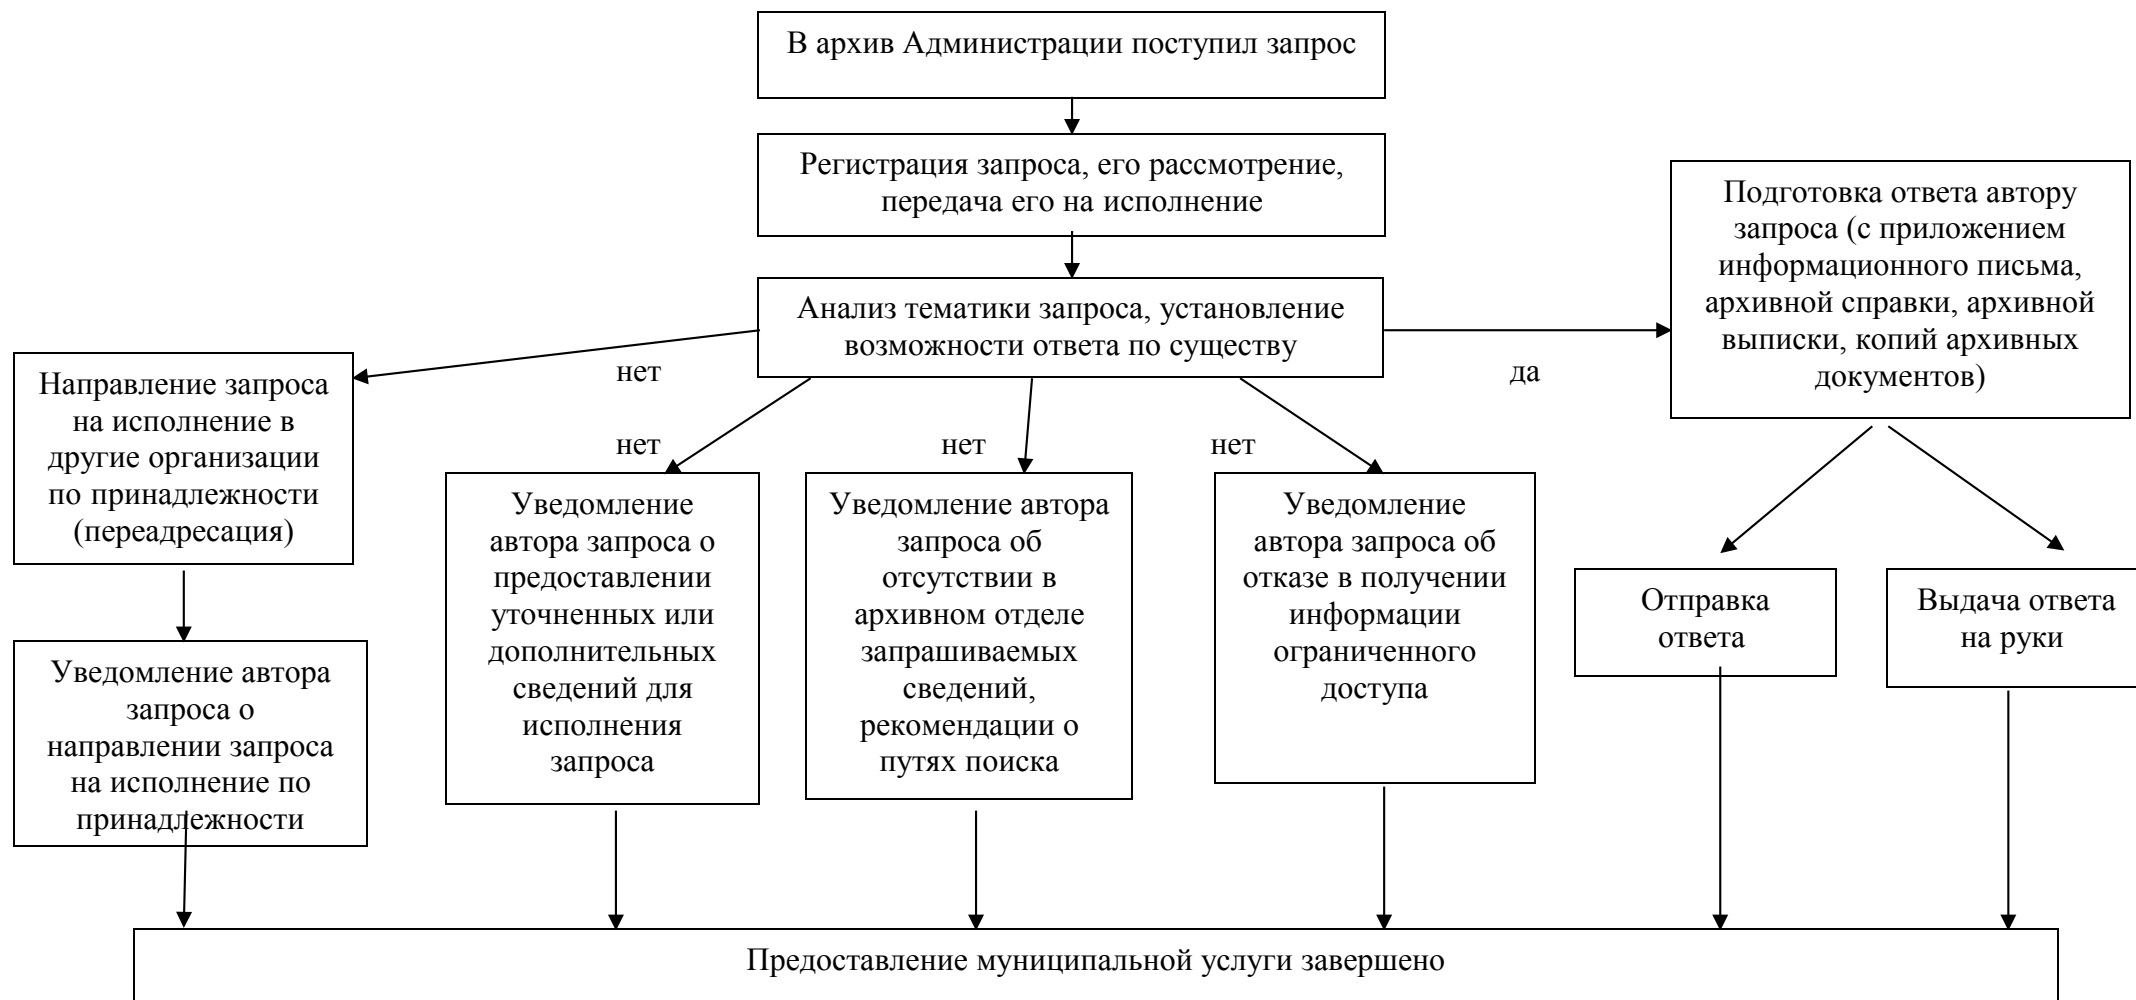 В архив Администрации поступил запрос
Регистрация запроса, его рассмотрение,
передача его на исполнение
Анализ тематики запроса, установление
возможности ответа по существу
Подготовка ответа автору
запроса (с приложением
информационного письма,
архивной справки, архивной
выписки, копий архивных
документов)
нет
да
нет
нет
нет
Направление запроса
на исполнение в
другие организации
по принадлежности
(переадресация)
Уведомление автора
запроса о
направлении запроса
на исполнение по
принадлежности
Уведомление
автора запроса о
предоставлении
уточненных или
дополнительных
сведений для
исполнения
запроса
Уведомление автора
запроса об
отсутствии в
архивном отделе
запрашиваемых
сведений,
рекомендации о
путях поиска
Уведомление
автора запроса об
отказе в получении
информации
ограниченного
доступа
Отправка
ответа
Выдача ответа
на руки
Предоставление муниципальной услуги завершено